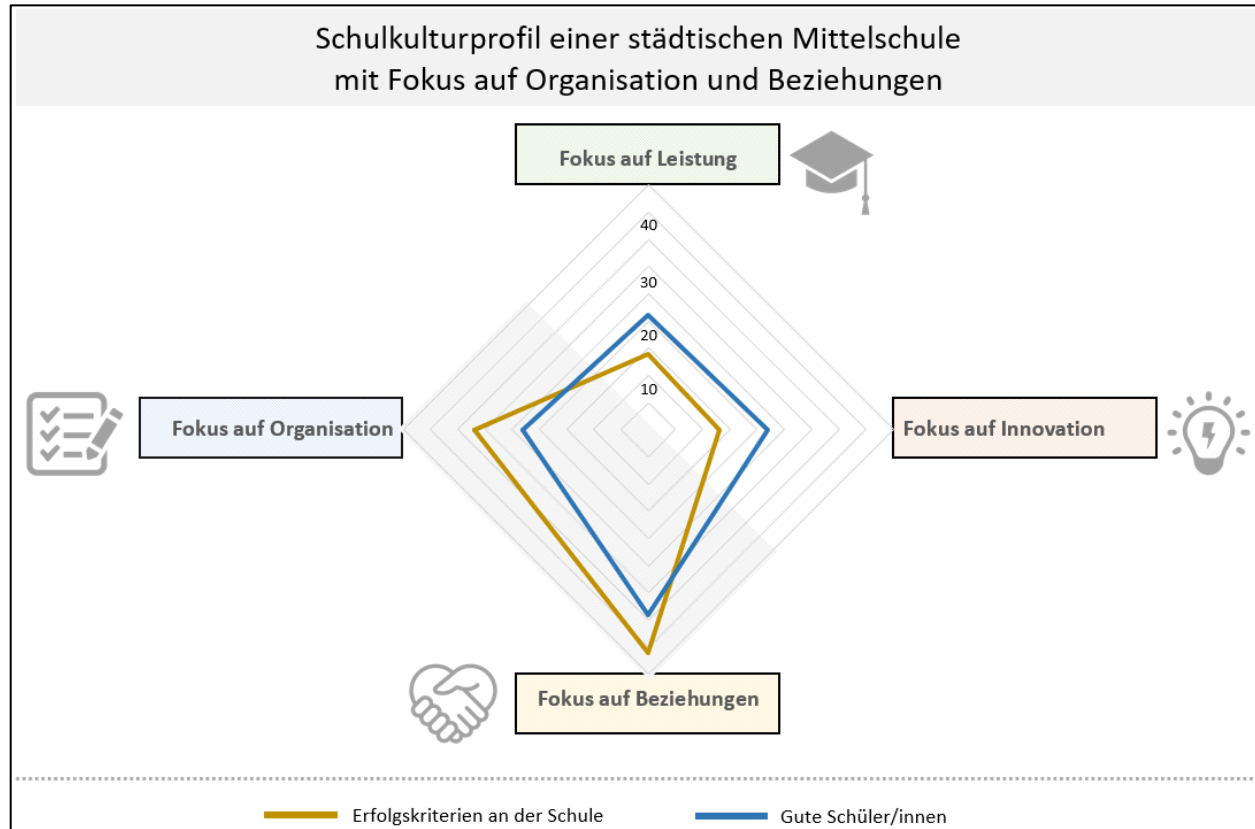 Schulkulturprofil einer städtischen Mittelschule
mit Fokus auf Organisation und Beziehungen
Fokus auf Leistung
40
30
20
10
Fokus auf Organisation
Fokus auf Innovation
Fokus auf Beziehungen
Erfolgskriterien an der Schule
Gute Schüler/innen